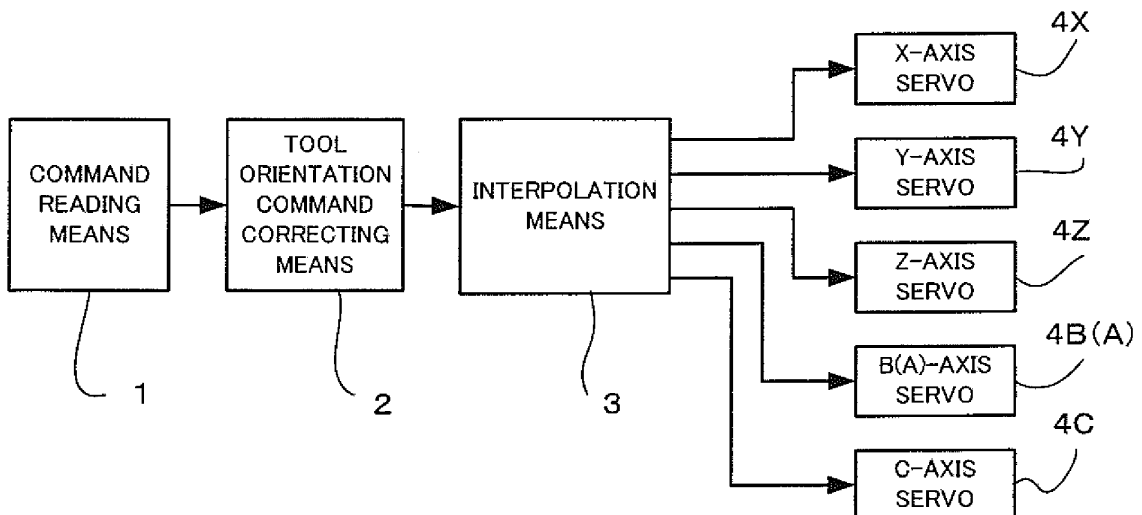 COMMAND
READING
MEANS
1
TOOL
ORIENTATION
COMMAND
CORRECTING
MEANS
2
INTERPOLATION
MEANS
3
X-AXIS
SERVO
4X
Y-AXIS
SERVO
4Y
Z-AXIS
SERVO
4Z
B(A)-AXIS
SERVO
4B(A)
C-AXIS
SERVO
4C